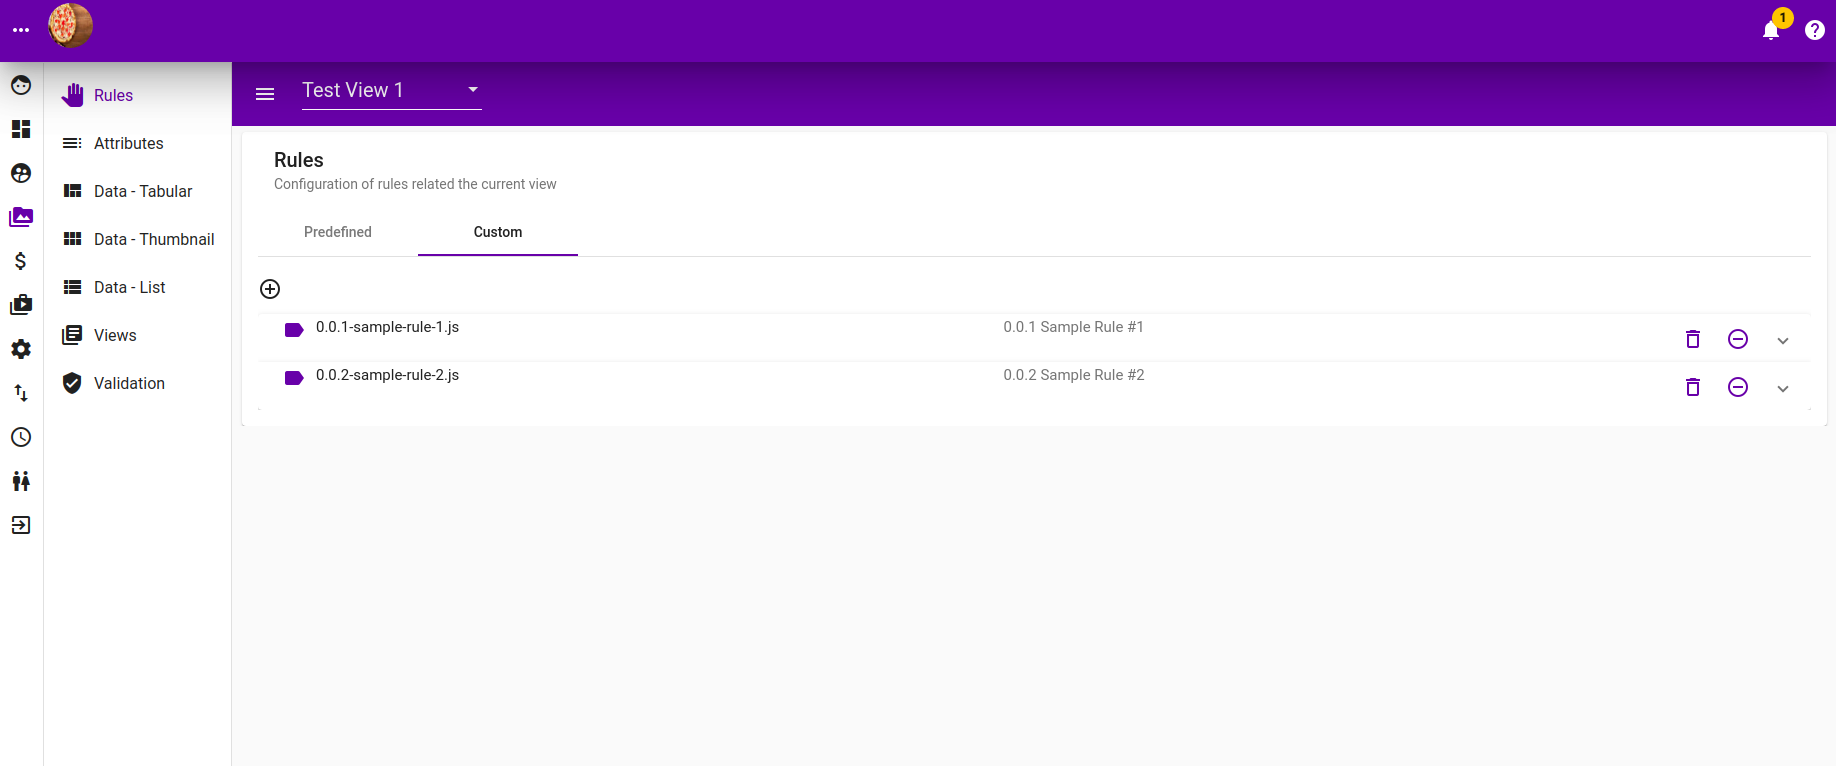 1
Test View 1
Rules
Attributes
Data - Tabular
Data - Thumbnail
Data - List
Views
Validation
Rules
Configuration of rules related the current view
Predefined
Custom
0.0.1-sample-rule-1.js
0.0.1 Sample Rule #1
0.0.2-sample-rule-2.js
0.0.2 Sample Rule #2